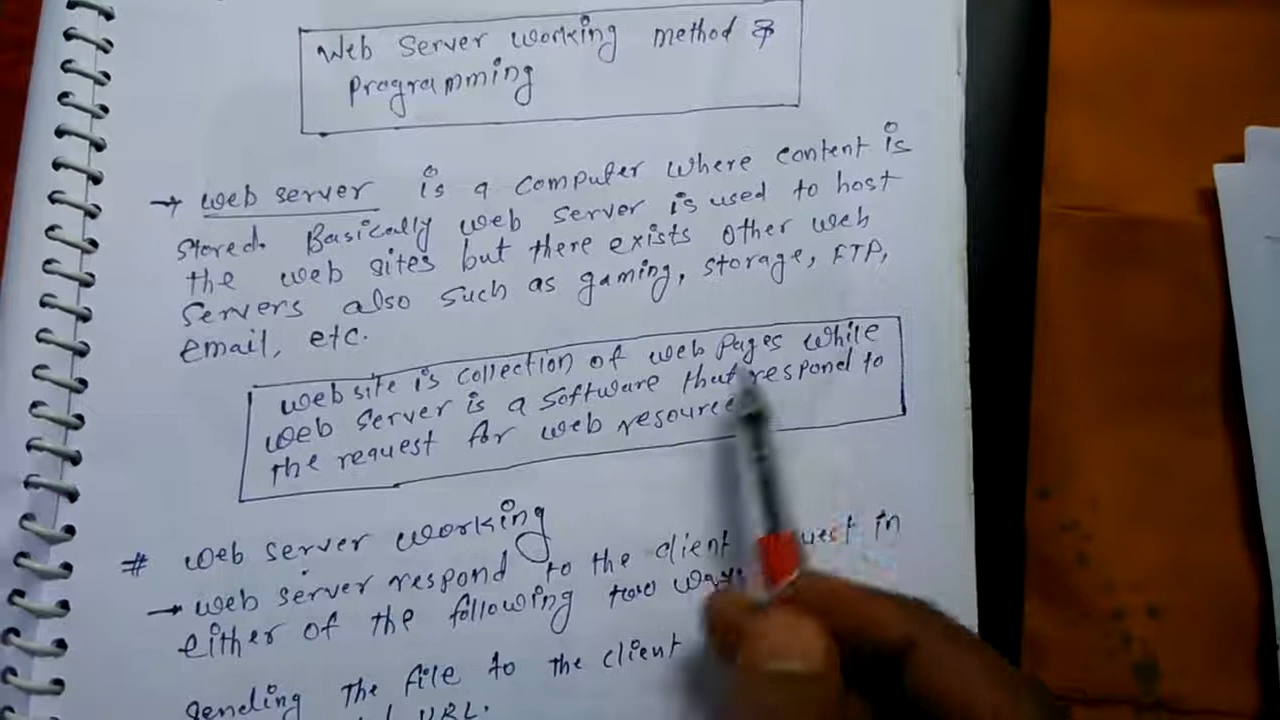 Web Server working method &
programming
→ web server is a computer where content is
stored. Basically web server is used to host
the web sites but there exists other web
servers also such as gaming, storage, FTP,
email, etc.
website is collection of web pages while
web server is a software that respond to
the request for web resource
# web server working
→ web server respond to the client in
either of the following two
sending the file to the client
URL.